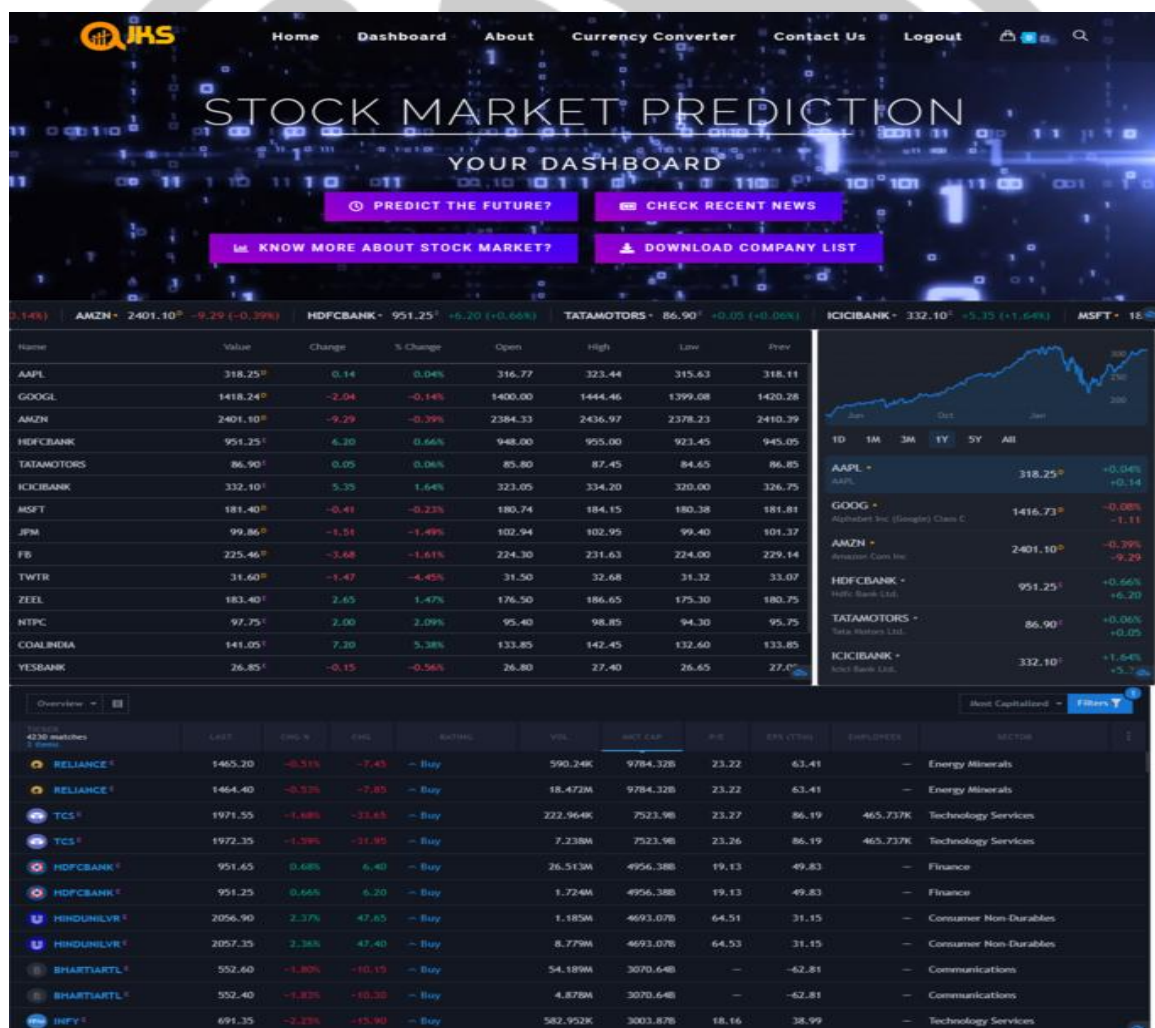 JKS Home Dashboard About Currency Converter Contact Us Logout
STOCK MARKET PREDICTION
YOUR DASHBOARD
PREDICT THE FUTURE? CHECK RECENT NEWS
KNOW MORE ABOUT STOCK MARKET? DOWNLOAD COMPANY LIST
0.14%) AMZN 2401.10 -9.29 (-0.39%) HDFCBANK 951.25 +6.20 (+0.66%) TATAMOTORS 86.90 +0.05 (+0.06%) ICICIBANK 332.10 +5.35 (+1.64%) MSFT 18
Name Value Change % Change Open High Low Prev
AAPL 318.25 0.14 0.04% 316.77 323.44 315.63 318.11
GOOGL 1418.24 -2.04 -0.14% 1400.00 1444.46 1399.08 1420.28
AMZN 2401.10 -9.29 -0.39% 2384.33 2436.97 2378.23 2410.39
HDFCBANK 951.25 6.20 0.66% 948.00 955.00 923.45 945.05
TATAMOTORS 86.90 0.05 0.06% 85.80 87.45 84.65 86.85
ICICIBANK 332.10 5.35 1.64% 323.05 334.20 320.00 326.75
MSFT 181.40 -0.41 -0.23% 180.74 184.15 180.38 181.81
JPM 99.86 -1.51 -1.49% 102.94 102.95 99.40 101.37
FB 225.46 -3.68 -1.61% 224.30 231.63 224.00 229.14
TWTR 31.60 -1.47 -4.45% 31.50 32.68 31.32 33.07
ZEEL 183.40 2.65 1.47% 176.50 186.65 175.30 180.75
NTPC 97.75 2.00 2.09% 95.40 98.85 94.30 95.75
COALINDIA 141.05 7.20 5.38% 133.85 142.45 132.60 133.85
YESBANK 26.85 -0.15 -0.56% 26.80 27.40 26.65
300
250
200
Jun Oct Jan
1D 1M 3M 1Y 5Y All
AAPL 318.25 +0.04%
AAPL +0.14
GOOG 1416.73 -0.08%
Alphabet Inc (Google) Class C -1.11
AMZN 2401.10 -0.39%
Amazon Com Inc -9.29
HDFCBANK 951.25 +0.66%
Hdfc Bank Ltd. +6.20
TATAMOTORS 86.90 +0.06%
Tata Motors Ltd. +0.05
ICICIBANK 332.10 +1.64%
Icici Bank Ltd.
Overview Most Capitalized Filters 1
TICKER LAST CHG % CHG RATING VOL MKT CAP P/E EPS (TTM) EMPLOYEES SECTOR
4230 matches
RELIANCE 1465.20 -0.51% -7.45 Buy 590.24K 9784.32B 23.22 63.41 — Energy Minerals
RELIANCE 1464.40 -0.53% -7.85 Buy 18.472M 9784.32B 23.22 63.41 — Energy Minerals
TCS 1971.55 -1.68% -33.65 Buy 222.964K 7523.9B 23.27 86.19 465.737K Technology Services
TCS 1972.35 -1.59% -31.95 Buy 7.238M 7523.9B 23.26 86.19 465.737K Technology Services
HDFCBANK 951.65 0.68% 6.40 Buy 26.513M 4956.38B 19.13 49.83 — Finance
HDFCBANK 951.25 0.66% 6.20 Buy 1.724M 4956.38B 19.13 49.83 — Finance
HINDUNILVR 2056.90 2.37% 47.65 Buy 1.185M 4693.07B 64.51 31.15 — Consumer Non-Durables
HINDUNILVR 2057.35 2.36% 47.40 Buy 8.779M 4693.07B 64.53 31.15 — Consumer Non-Durables
BHARTIARTL 552.60 -1.80% -10.15 Buy 54.189M 3070.64B — -62.81 — Communications
BHARTIARTL 552.40 -1.82% -10.20 Buy 4.878M 3070.64B — -62.81 — Communications
INFY 691.35 -2.25% -15.90 Buy 582.952K 3003.87B 18.16 38.99 — Technology Services